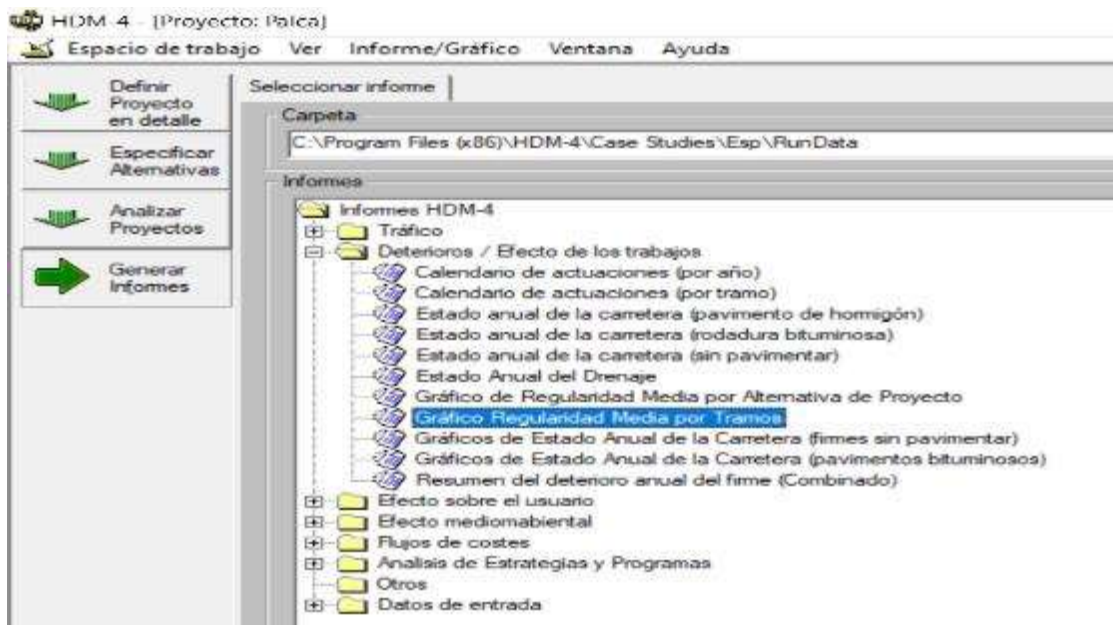 HDM-4 - [Proyecto: Palca]
Espacio de trabajo Ver Informe/Gráfico Ventana Ayuda
Definir
Proyecto
en detalle
Especificar
Alternativas
Analizar
Proyectos
Generar
Informes
Seleccionar informe
Carpeta
C:\Program Files (x86)\HDM-4\Case Studies\Esp\RunData
Informes
Informes HDM-4
Tráfico
Deterioros / Efecto de los trabajos
Calendario de actuaciones (por año)
Calendario de actuaciones (por tramo)
Estado anual de la carretera (pavimento de hormigón)
Estado anual de la carretera (rodadura bituminosa)
Estado anual de la carretera (sin pavimentar)
Estado Anual del Drenaje
Gráfico de Regularidad Media por Alternativa de Proyecto
Gráfico Regularidad Media por Tramos
Gráficos de Estado Anual de la Carretera (firmes sin pavimentar)
Gráficos de Estado Anual de la Carretera (pavimentos bituminosos)
Resumen del deterioro anual del firme (Combinado)
Efecto sobre el usuario
Efecto mediomabiental
Flujos de costes
Analisis de Estrategias y Programas
Otros
Datos de entrada